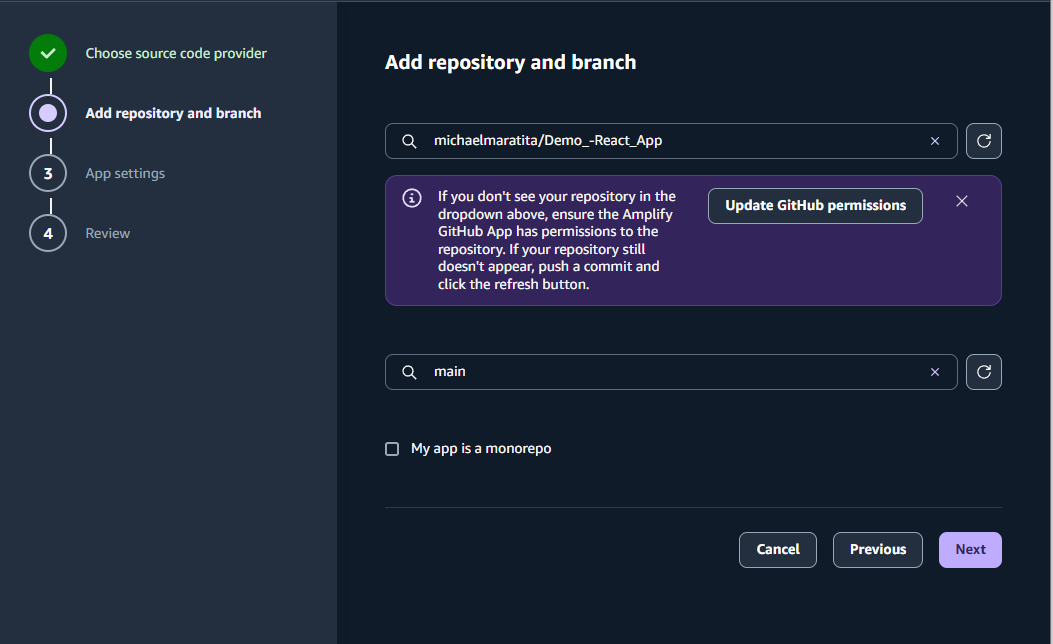 Choose source code provider
Add repository and branch
3
App settings
4
Review
Add repository and branch
michaelmaratita/Demo_-React_App
If you don't see your repository in the
dropdown above, ensure the Amplify
GitHub App has permissions to the
repository. If your repository still
doesn't appear, push a commit and
click the refresh button.
Update GitHub permissions
main
My app is a monorepo
Cancel
Previous
Next